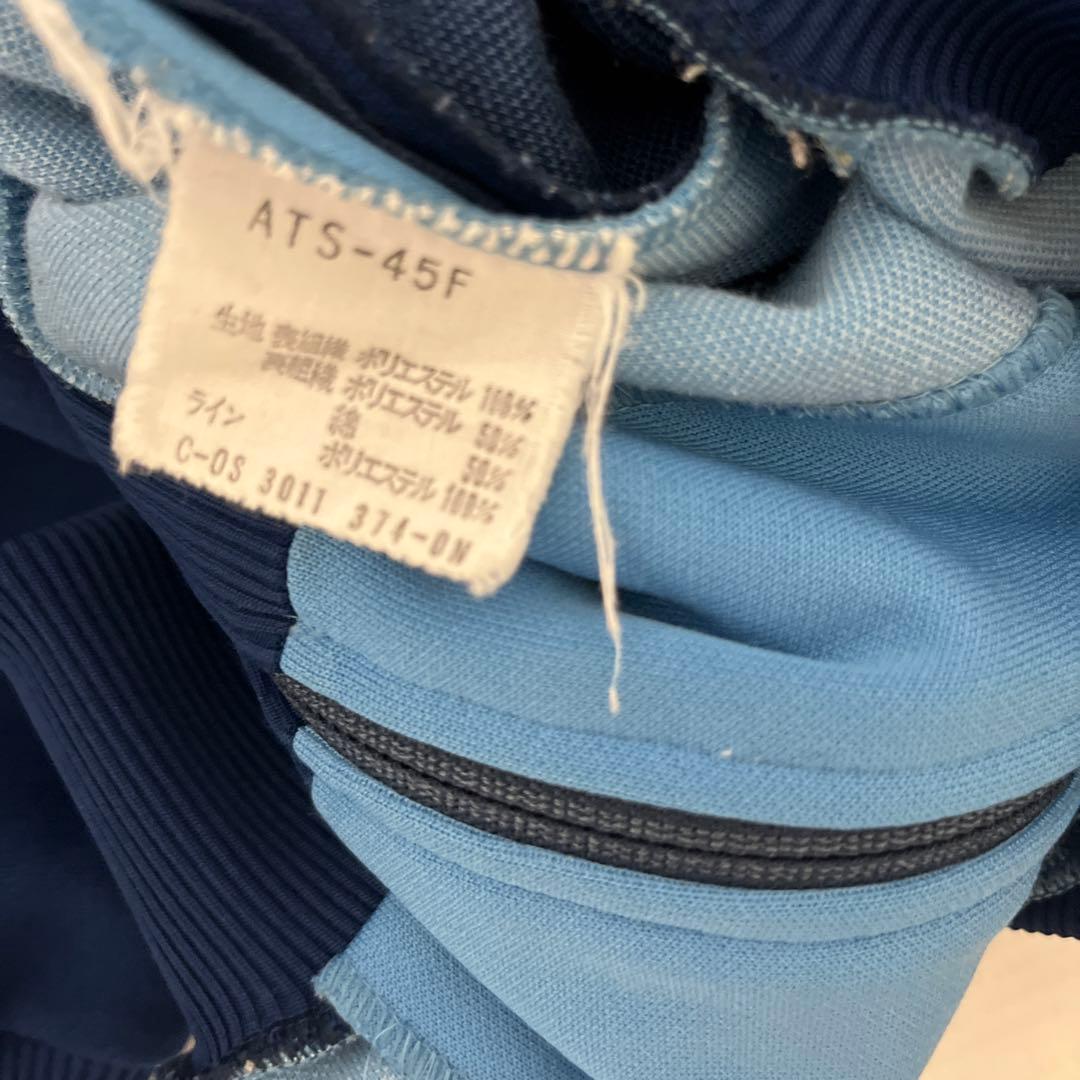 ATS-45F
生地 表組織 ポリエステル 100%
裏組織 ポリエステル 50%
綿 50%
ライン ポリエステル 100%
C-OS 3011 374-0N